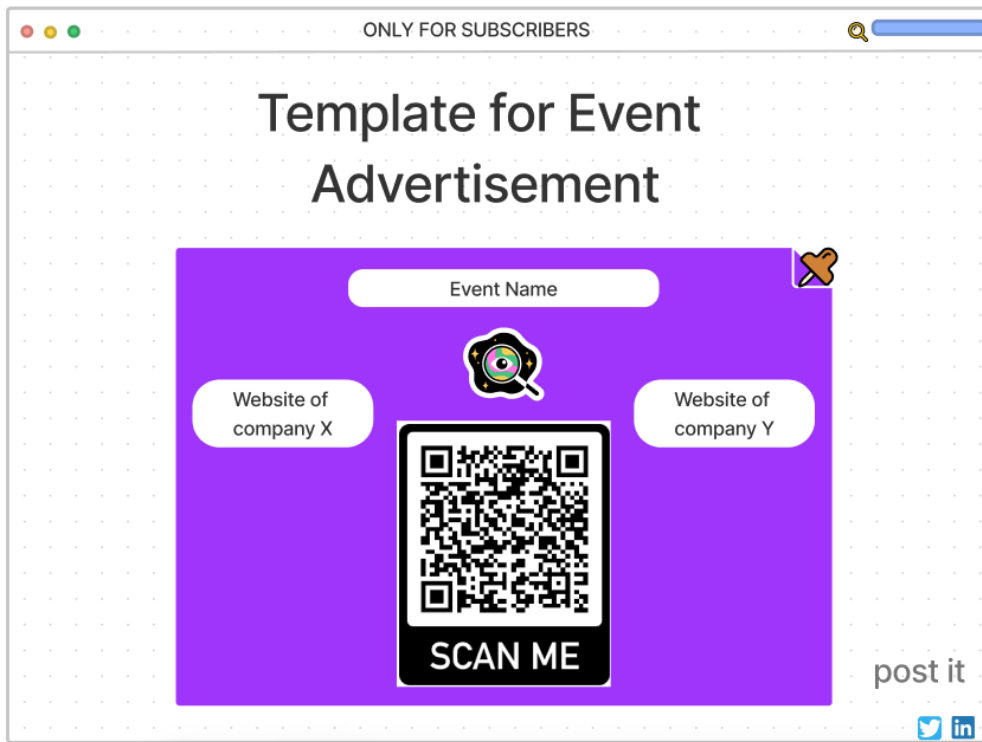 ONLY FOR SUBSCRIBERS
Template for Event
Advertisement
Event Name
Website of
company X
Website of
company Y
SCAN ME
post it
in